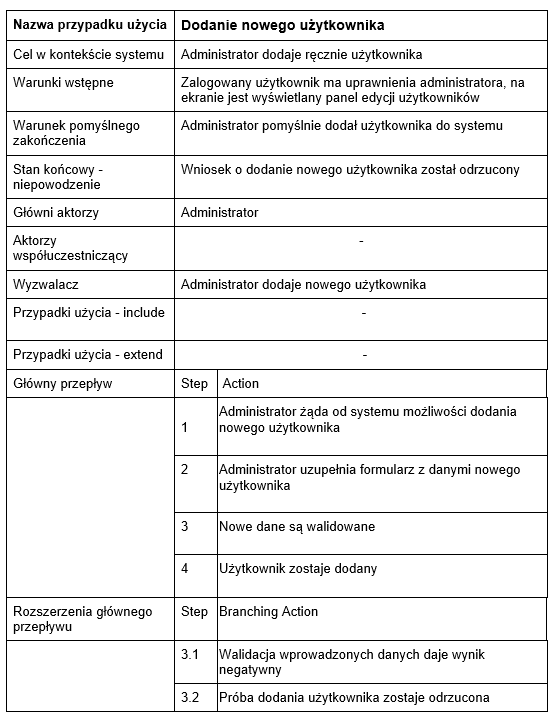 Nazwa przypadku użycia Dodanie nowego użytkownika
Cel w kontekście systemu Administrator dodaje ręcznie użytkownika
Warunki wstępne Zalogowany użytkownik ma uprawnienia administratora, na
ekranie jest wyświetlany panel edycji użytkowników
Warunek pomyślnego Administrator pomyślnie dodał użytkownika do systemu
zakończenia
Stan końcowy - Wniosek o dodanie nowego użytkownika został odrzucony
niepowodzenie
Główni aktorzy Administrator
Aktorzy -
współuczestniczący
Wyzwalacz Administrator dodaje nowego użytkownika
Przypadki użycia - include -
Przypadki użycia - extend -
Główny przepływ Step Action
Administrator żąda od systemu możliwości dodania
1 nowego użytkownika
2 Administrator uzupełnia formularz z danymi nowego
użytkownika
3 Nowe dane są walidowane
4 Użytkownik zostaje dodany
Rozszerzenia głównego Step Branching Action
przepływu
3.1 Walidacja wprowadzonych danych daje wynik
negatywny
3.2 Próba dodania użytkownika zostaje odrzucona